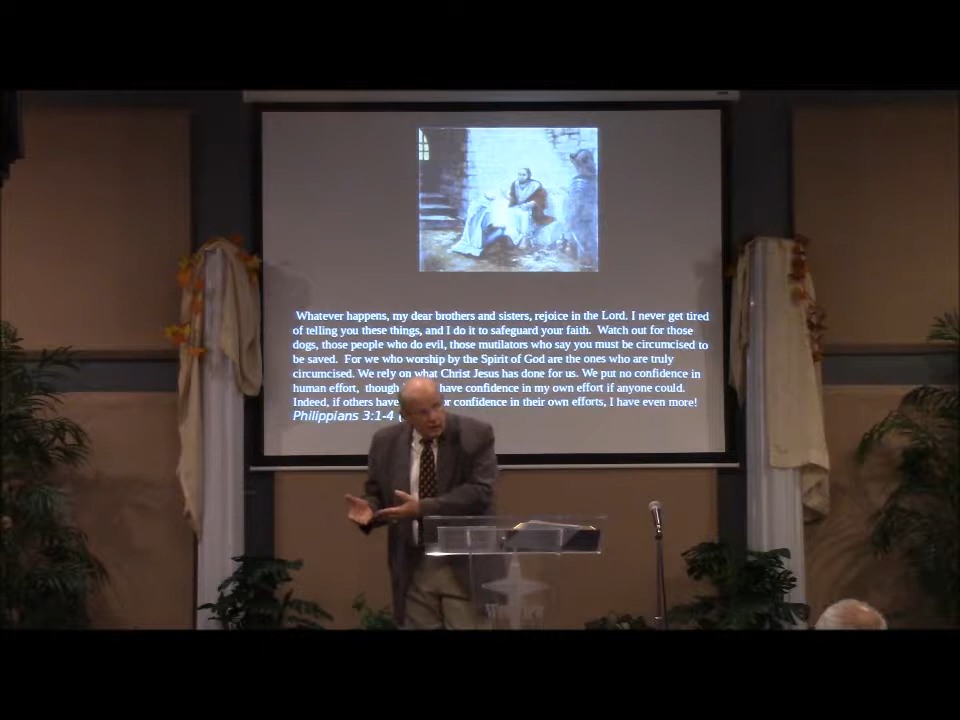 Whatever happens, my dear brothers and sisters, rejoice in the Lord. I never get tired
of telling you these things, and I do it to safeguard your faith. Watch out for those
dogs, those people who do evil, those mutilators who say you must be circumcised to
be saved. For we who worship by the Spirit of God are the ones who are truly
circumcised. We rely on what Christ Jesus has done for us. We put no confidence in
human effort, though have confidence in my own effort if anyone could.
Indeed, if others have or confidence in their own efforts, I have even more!
Philippians 3:1-4 (